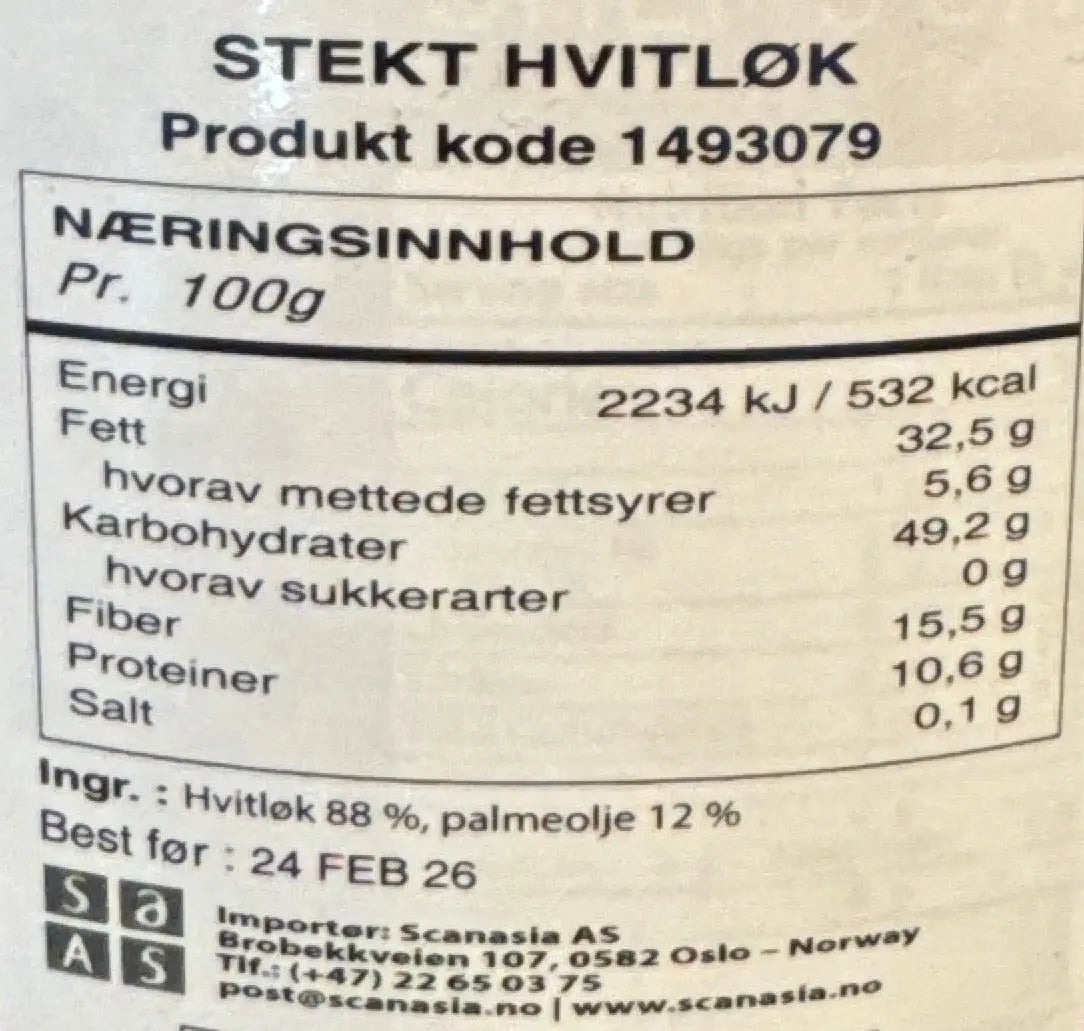 STEKT HVITLØK
Produkt kode 1493079
NÆRINGSINNHOLD
Pr. 100g
Energi 2234 kJ / 532 kcal
Fett 32,5 g
hvorav mettede fettsyrer 5,6 g
Karbohydrater 49,2 g
hvorav sukkerarter 0 g
Fiber 15,5 g
Proteiner 10,6 g
Salt 0,1 g
Ingr. : Hvitløk 88 %, palmeolje 12 %
Best før : 24 FEB 26
sa
AS
Importør: Scanasia AS
Brobekkveien 107, 0582 Oslo – Norway
Tlf.: (+47) 22 65 03 75
post@scanasia.no | www.scanasia.no